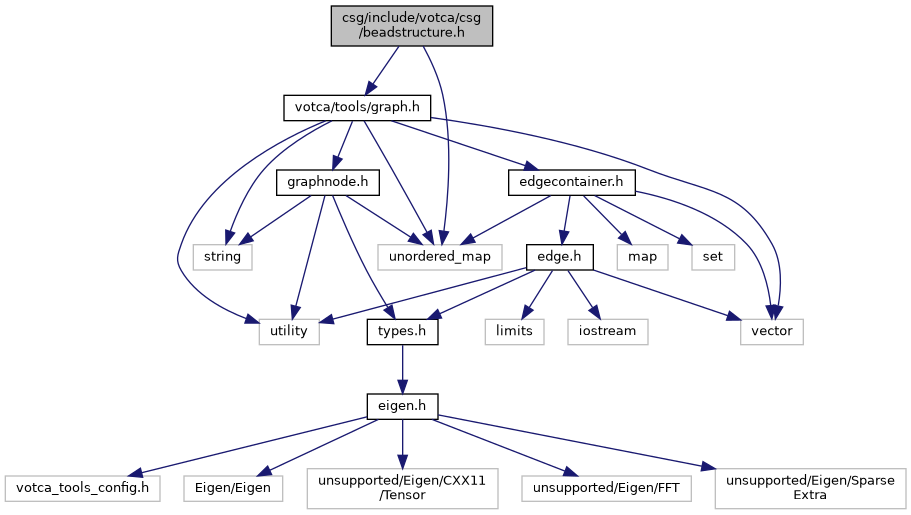 csg/include/votca/csg
/beadstructure.h
votca/tools/graph.h
graphnode.h
edgecontainer.h
string
unordered_map
edge.h
map
set
utility
types.h
limits
iostream
vector
eigen.h
votca_tools_config.h
Eigen/Eigen
unsupported/Eigen/CXX11
/Tensor
unsupported/Eigen/FFT
unsupported/Eigen/Sparse
Extra